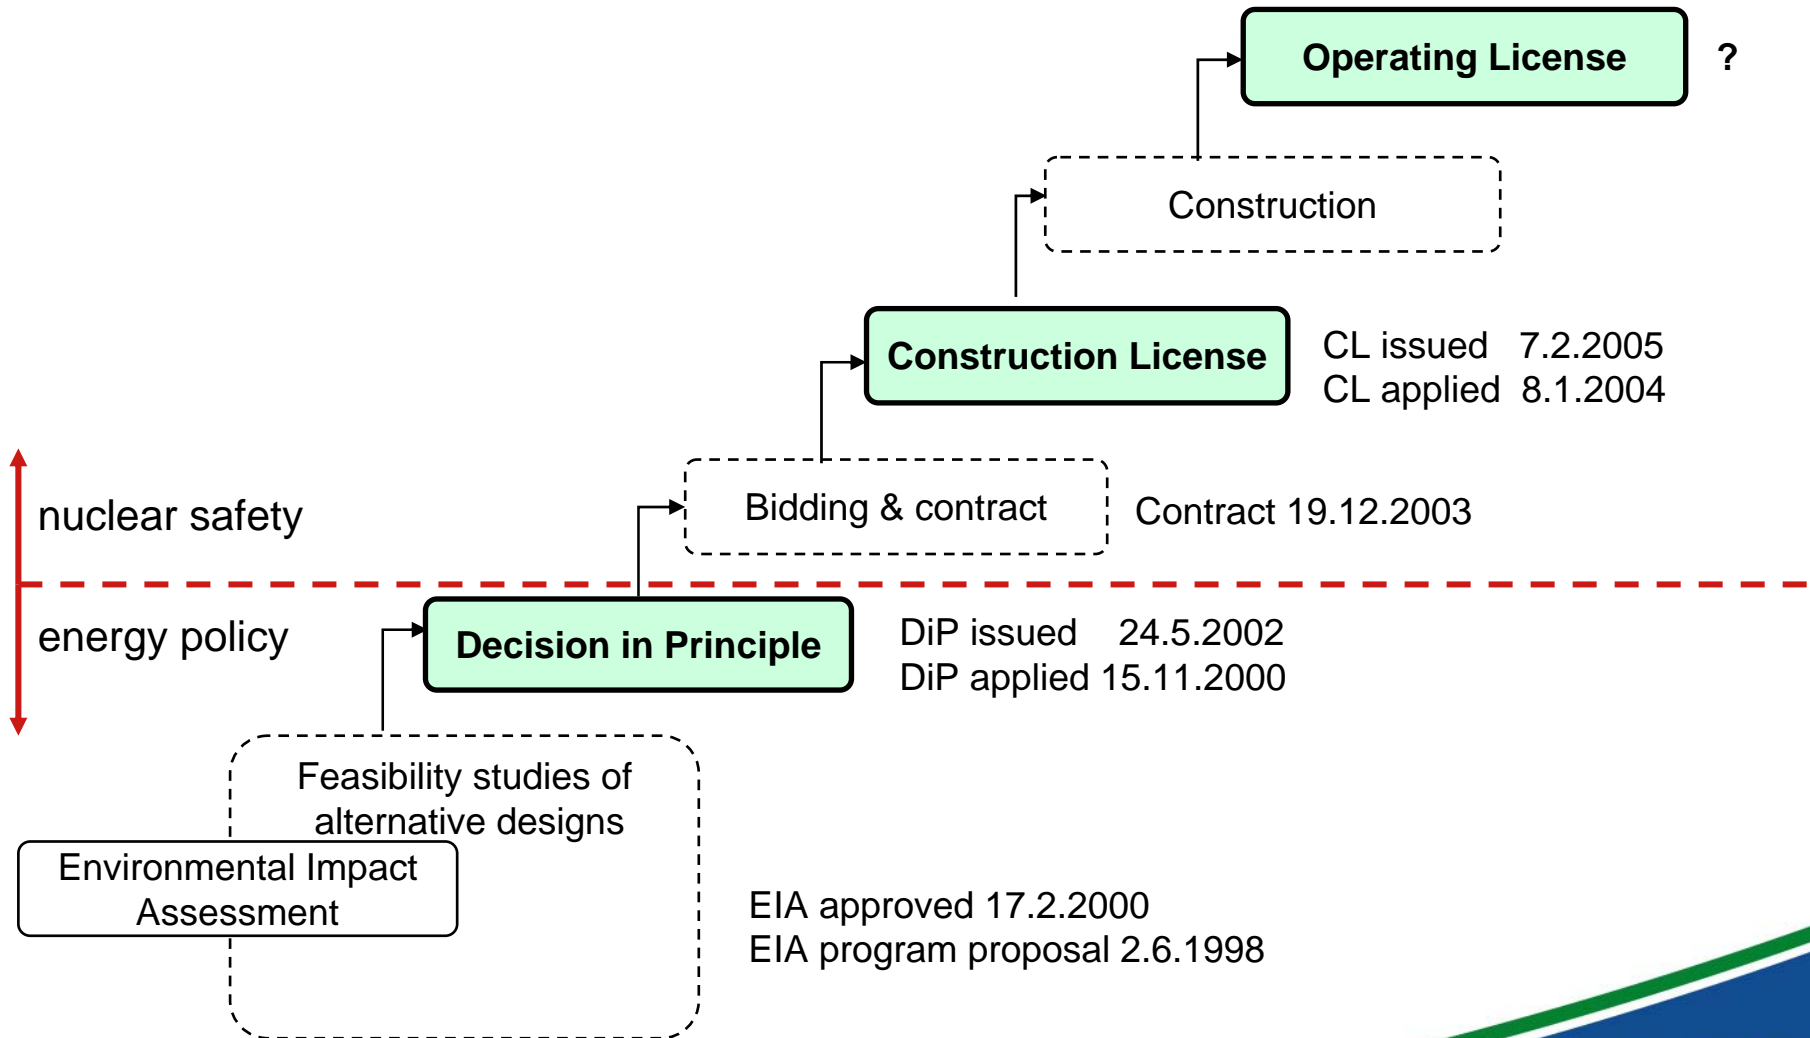 Operating License ?
Construction
Construction License
CL issued 7.2.2005
CL applied 8.1.2004
nuclear safety
Bidding & contract
Contract 19.12.2003
energy policy
Decision in Principle
DiP issued 24.5.2002
DiP applied 15.11.2000
Feasibility studies of
alternative designs
Environmental Impact
Assessment
EIA approved 17.2.2000
EIA program proposal 2.6.1998